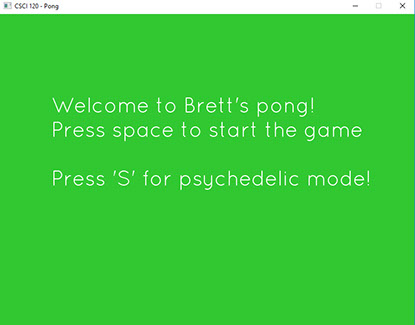 CSCI 120 - Pong
Welcome to Brett's pong!
Press space to start the game
Press 'S' for psychedelic mode!